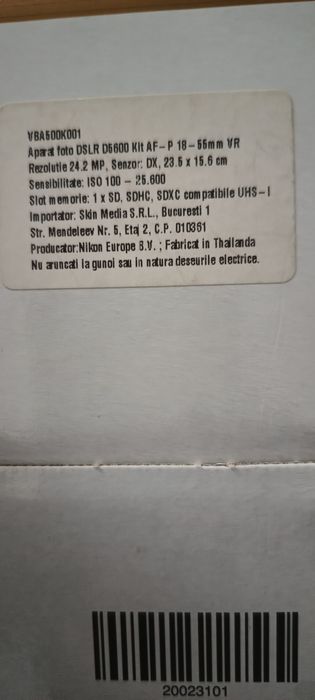 VBA500K001
Aparat foto DSLR D5600 Kit AF-P 18-55mm VR
Rezolutie 24.2 MP, Senzor: DX, 23.5 x 15.6 cm
Sensibilitate: ISO 100 - 25.600
Slot memorie: 1 x SD, SDHC, SDXC compatibile UHS-I
Importator: Skin Media S.R.L., Bucuresti 1
Str. Mendeleev Nr. 5, Etaj 2, C.P. 010361
Producator:Nikon Europe B.V. ; Fabricat in Thailanda
Nu aruncati la gunoi sau in natura deseurile electrice.
20023101